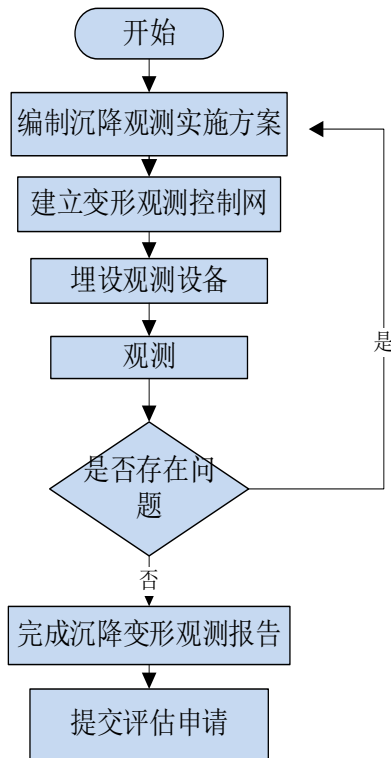 开始
编制沉降观测实施方案
建立变形观测控制网
埋设观测设备
观测
是
是否存在问
题
否
完成沉降变形观测报告
提交评估申请